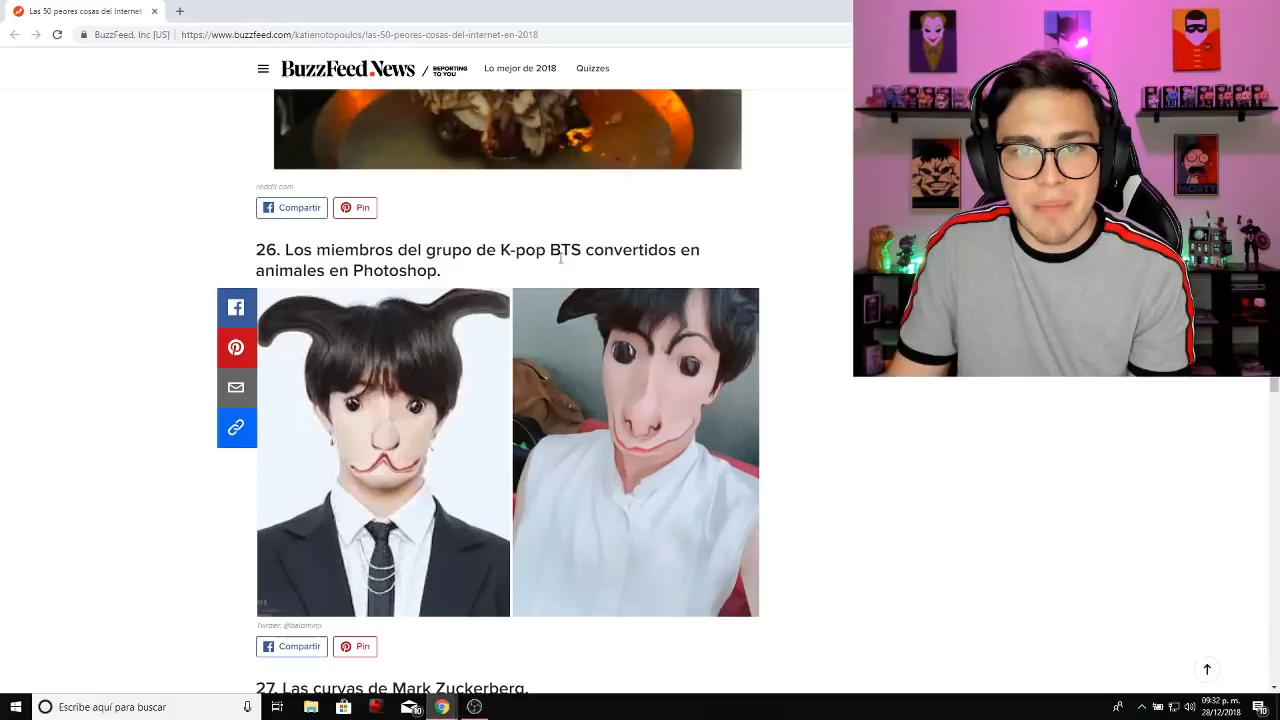 Las 50 peores cosas del Internet
BuzzFeed, Inc [US] https://www.buzzfeed.com/katienotopoulos/las-50-peores-cosas-del-interneten-2018
BuzzFeed.News / REPORTING TO YOU Lo mejor de 2018 Quizzes
reddit.com
Compartir Pin
26. Los miembros del grupo de K-pop BTS convertidos en
animales en Photoshop.
Twitter: @baldminji
Compartir Pin
27. Las curvas de Mark Zuckerberg.
MORTY
Escribe aquí para buscar
09:32 p. m.
28/12/2018